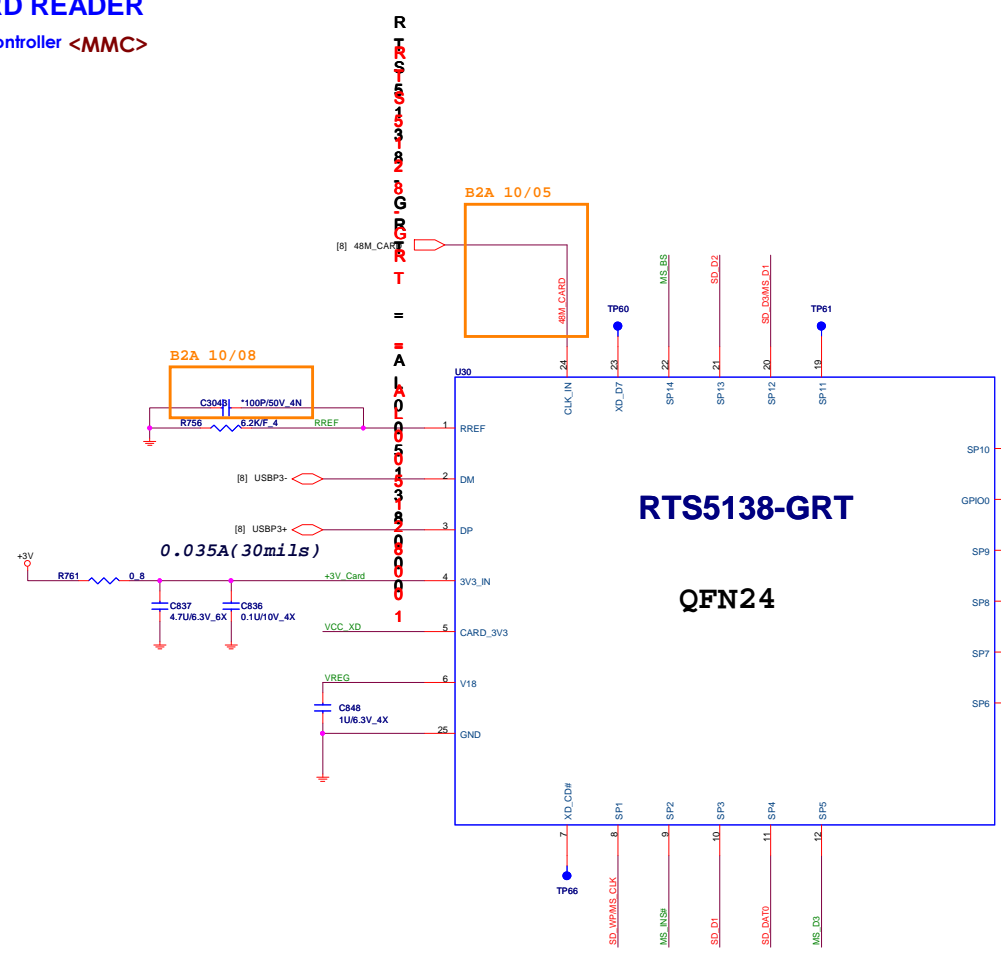 RD READER
ontroller <MMC>
RTS5138-GRT = AL005138000
RTS5128-GRT = AL005128001
B2A 10/05
[8] 48M_CARD
48M_CARD
MS_BS
SD_D2
SD_D3/MS_D1
TP60
TP61
B2A 10/08
U30
24
23
22
21
20
19
CLK_IN
XD_D7
SP14
SP13
SP12
SP11
C304
*100P/50V_4N
R756
6.2K/F_4
RREF
1
RREF
SP10
[8] USBP3-
2
DM
RTS5138-GRT
GPIO0
[8] USBP3+
3
DP
0.035A(30mils)
SP9
+3V
R761
0_8
+3V_Card
4
3V3_IN
QFN24
SP8
C837
4.7U/6.3V_6X
C836
0.1U/10V_4X
VCC_XD
5
CARD_3V3
SP7
VREG
6
V18
SP6
C848
1U/6.3V_4X
25
GND
XD_CD#
SP1
SP2
SP3
SP4
SP5
7
8
9
10
11
12
TP66
SD_WP/MS_CLK
MS_INS#
SD_D1
SD_DAT0
MS_D3